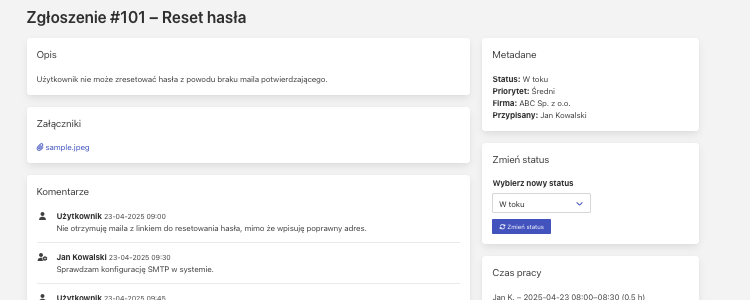 Zgłoszenie #101 – Reset hasła
Opis
Użytkownik nie może zresetować hasła z powodu braku maila potwierdzającego.
Załączniki
sample.jpeg
Komentarze
Użytkownik 23-04-2025 09:00
Nie otrzymuję maila z linkiem do resetowania hasła, mimo że wpisuję poprawny adres.
Jan Kowalski 23-04-2025 09:30
Sprawdzam konfigurację SMTP w systemie.
Użytkownik 23-04-2025 09:45
Metadane
Status: W toku
Priorytet: Średni
Firma: ABC Sp. z o.o.
Przypisany: Jan Kowalski
Zmień status
Wybierz nowy status
W toku
Zmień status
Czas pracy
Jan K. – 2025-04-23 08:00–08:30 (0.5 h)